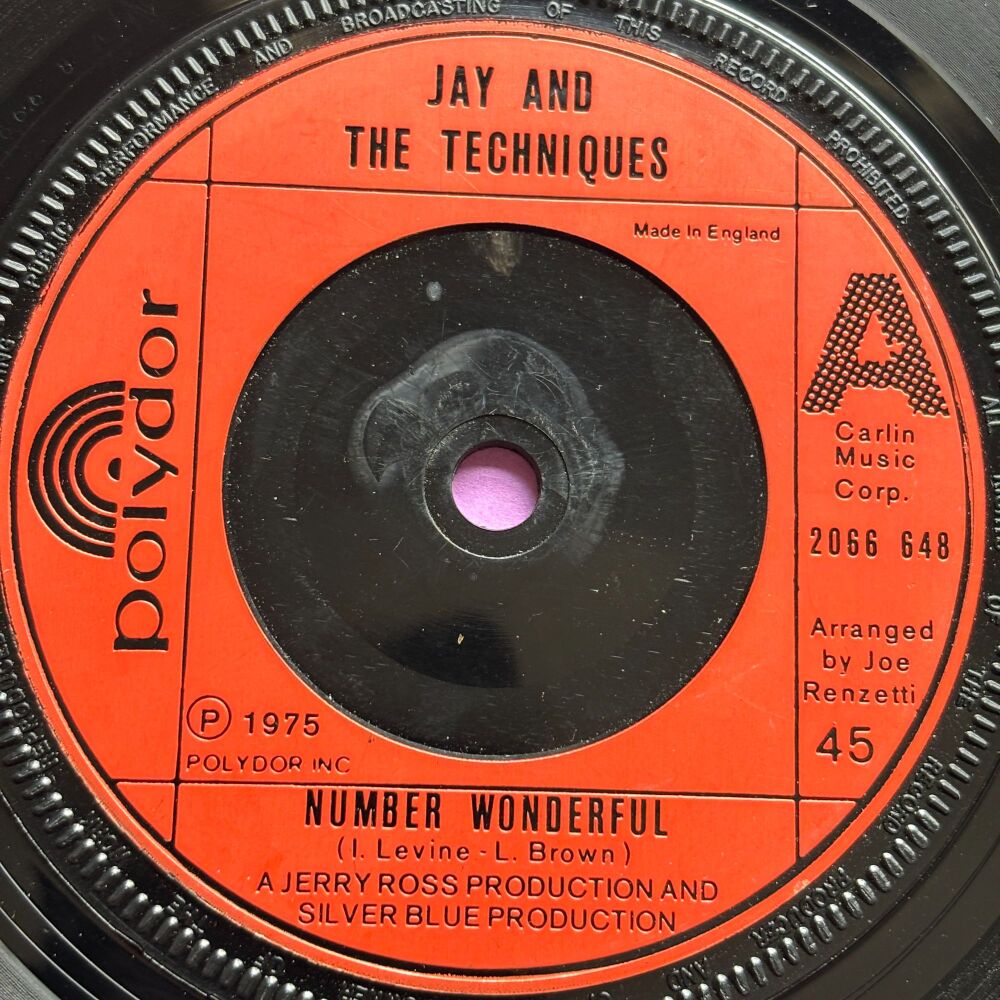 BROADCASTING OF THIS RECORD PROHIBITED.
PUBLIC PERFORMANCE AND
JAY AND
THE TECHNIQUES
Made In England
polydor
A
Carlin
Music
Corp.
2066 648
Arranged
by Joe
Renzetti
45
Ⓟ 1975
POLYDOR INC
NUMBER WONDERFUL
(I. Levine - L. Brown)
A JERRY ROSS PRODUCTION AND
SILVER BLUE PRODUCTION